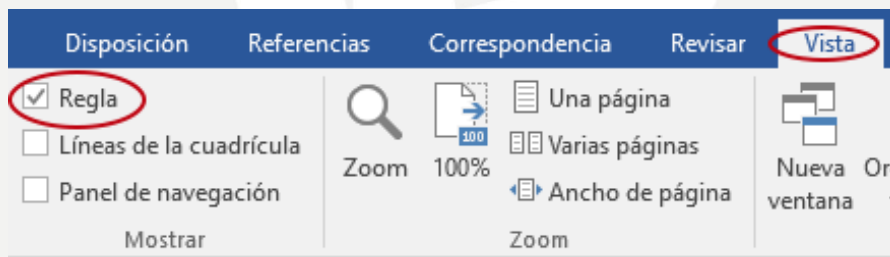 Disposición Referencias Correspondencia Revisar Vista
Regla
Líneas de la cuadrícula
Panel de navegación
Mostrar
Zoom
100
100%
Una página
Varias páginas
Ancho de página
Zoom
Nueva
ventana